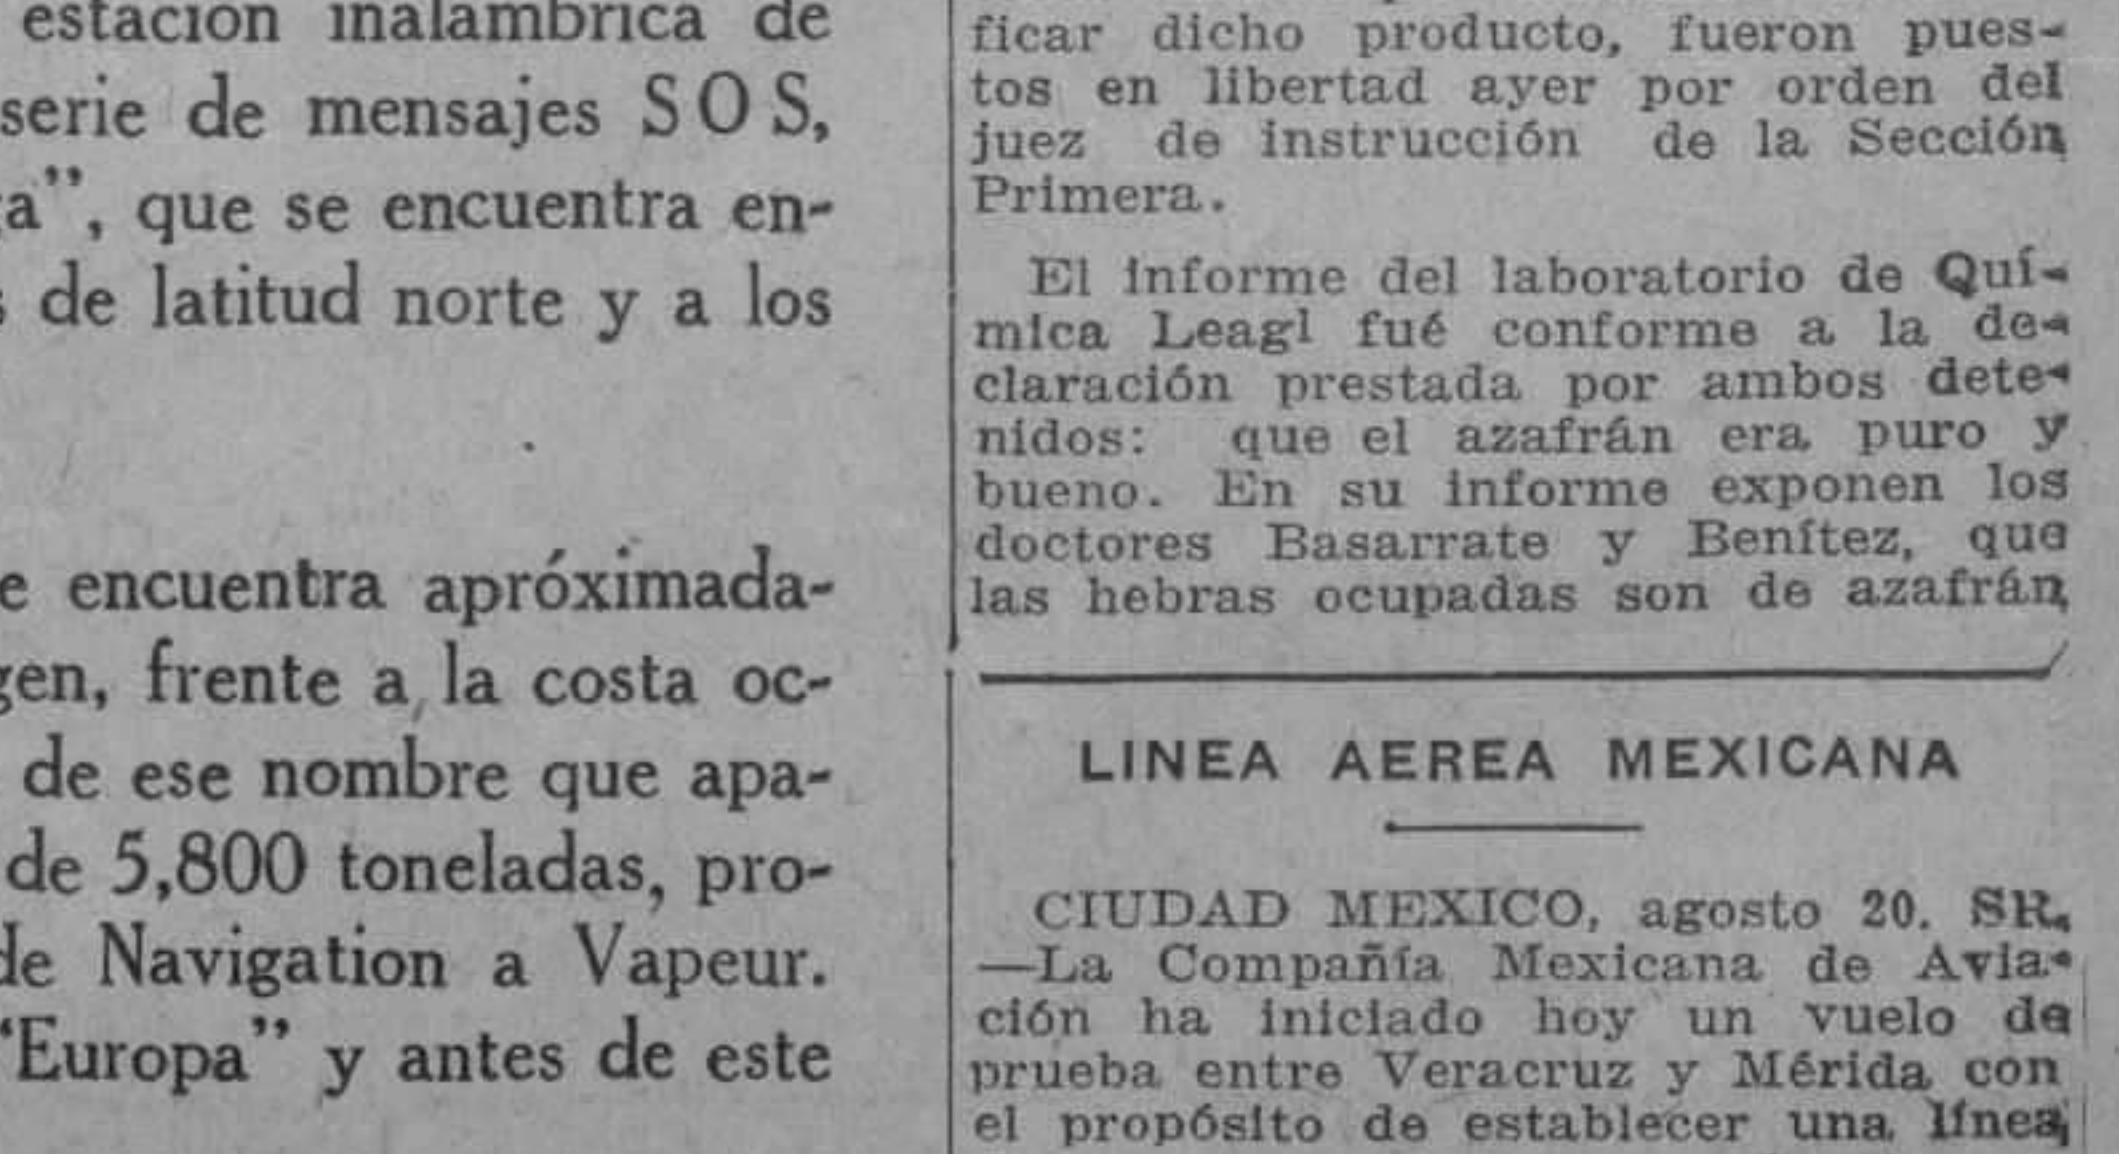 estación inalámbrica de
serie de mensajes S O S,
a", que se encuentra en-
de latitud norte y a los
e encuentra apróximada-
gen, frente a la costa oc-
de ese nombre que apa-
de 5,800 toneladas, pro-
de Navigation a Vapeur.
"Europa" y antes de este
ficar dicho producto, fueron pues-
tos en libertad ayer por orden del
juez de instrucción de la Sección
Primera.
El informe del laboratorio de Quí-
mica Leagl fué conforme a la de-
claración prestada por ambos dete-
nidos: que el azafrán era puro y
bueno. En su informe exponen los
doctores Basarrate y Benítez, que
las hebras ocupadas son de azafrán
LINEA AEREA MEXICANA
CIUDAD MEXICO, agosto 20. SR.
—La Compañía Mexicana de Avia-
ción ha iniciado hoy un vuelo de
prueba entre Veracruz y Mérida con
el propósito de establecer una línea